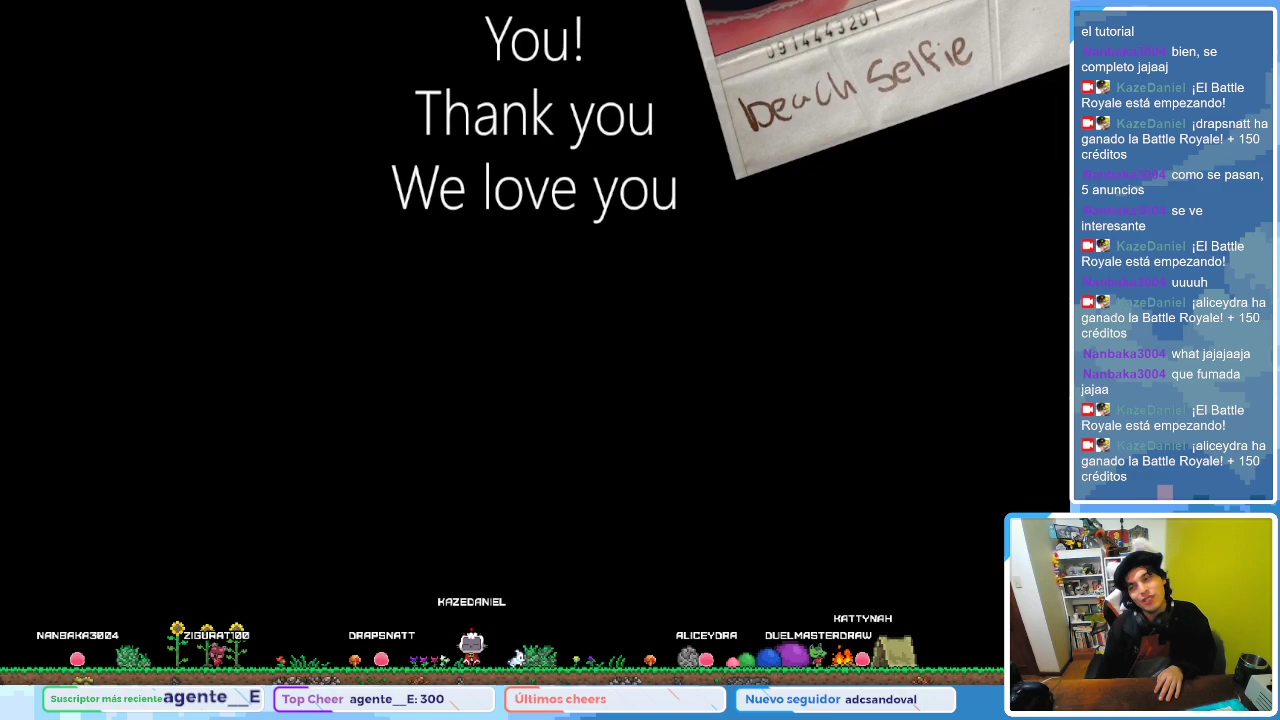 You!
Thank you
We love you
0914443201
beach Selfie
el tutorial
Nanbaka3004 bien, se
completo jajaaj
KazeDaniel ¡El Battle
Royale está empezando!
KazeDaniel ¡drapsnatt ha
ganado la Battle Royale! + 150
créditos
Nanbaka3004 como se pasan,
5 anuncios
Nanbaka3004 se ve
interesante
KazeDaniel ¡El Battle
Royale está empezando!
Nanbaka3004 uuuuh
KazeDaniel ¡aliceydra ha
ganado la Battle Royale! + 150
créditos
Nanbaka3004 what jajajaaja
Nanbaka3004 que fumada
jajaa
KazeDaniel ¡El Battle
Royale está empezando!
KazeDaniel ¡aliceydra ha
ganado la Battle Royale! + 150
créditos
KAZEDANIEL
KATTYNAH
NANBAKA3004 ZIGURAT100 DRAPSNATT ALICEYDRA DUELMASTERDRAW
Suscriptor más reciente agente__E Top Cheer agente__E: 300 Últimos cheers Nuevo seguidor adcsandoval